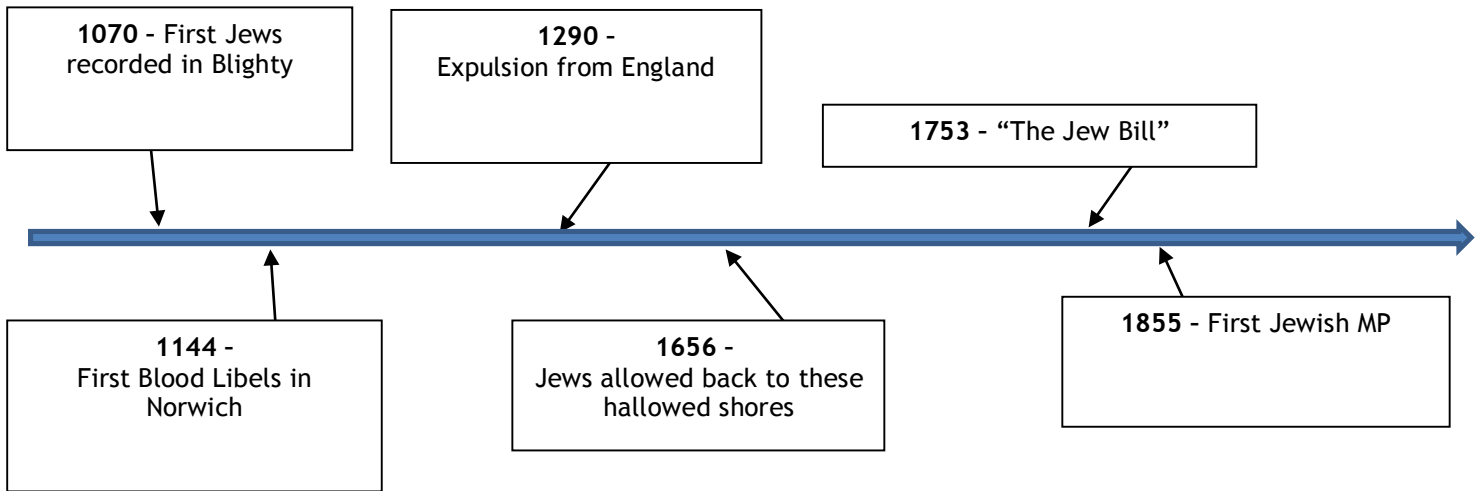 1070 – First Jews
recorded in Blighty
1290 –
Expulsion from England
1753 – “The Jew Bill”
1144 –
First Blood Libels in
Norwich
1656 –
Jews allowed back to these
hallowed shores
1855 – First Jewish MP